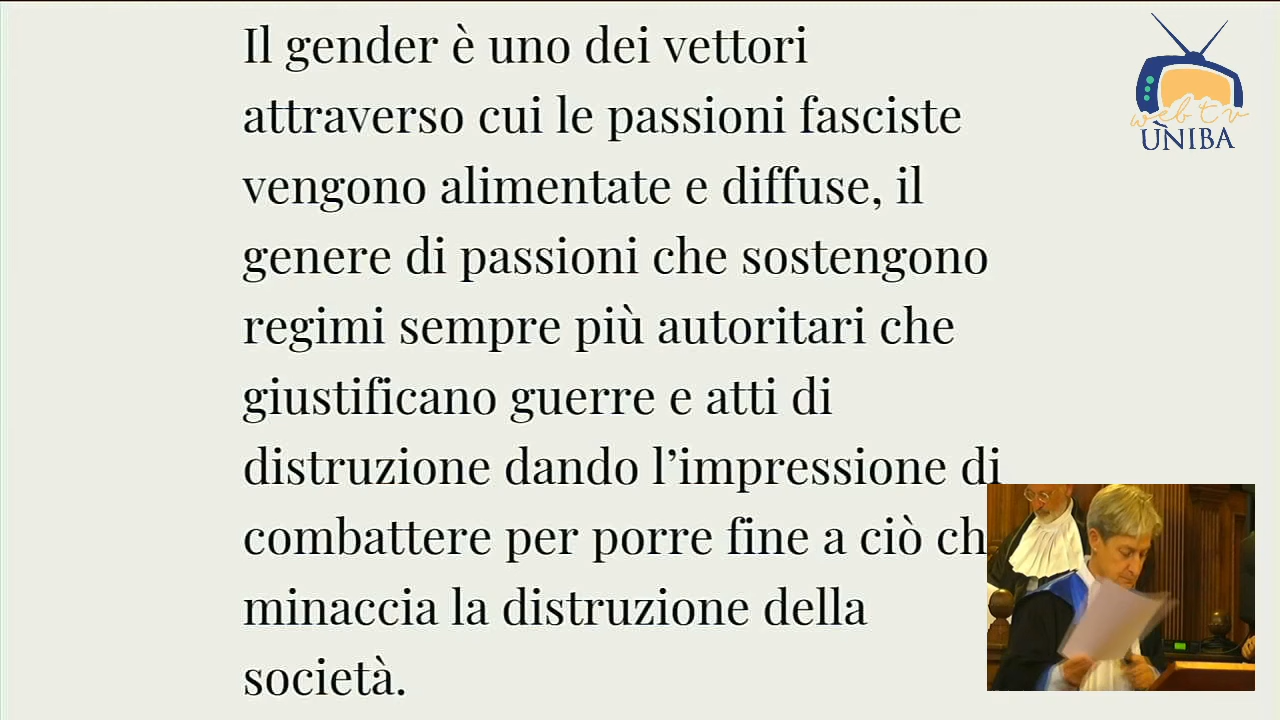 Il gender è uno dei vettori
attraverso cui le passioni fasciste
vengono alimentate e diffuse, il
genere di passioni che sostengono
regimi sempre più autoritari che
giustificano guerre e atti di
distruzione dando l’impressione di
combattere per porre fine a ciò ch
minaccia la distruzione della
società.
web tv
UNIBA